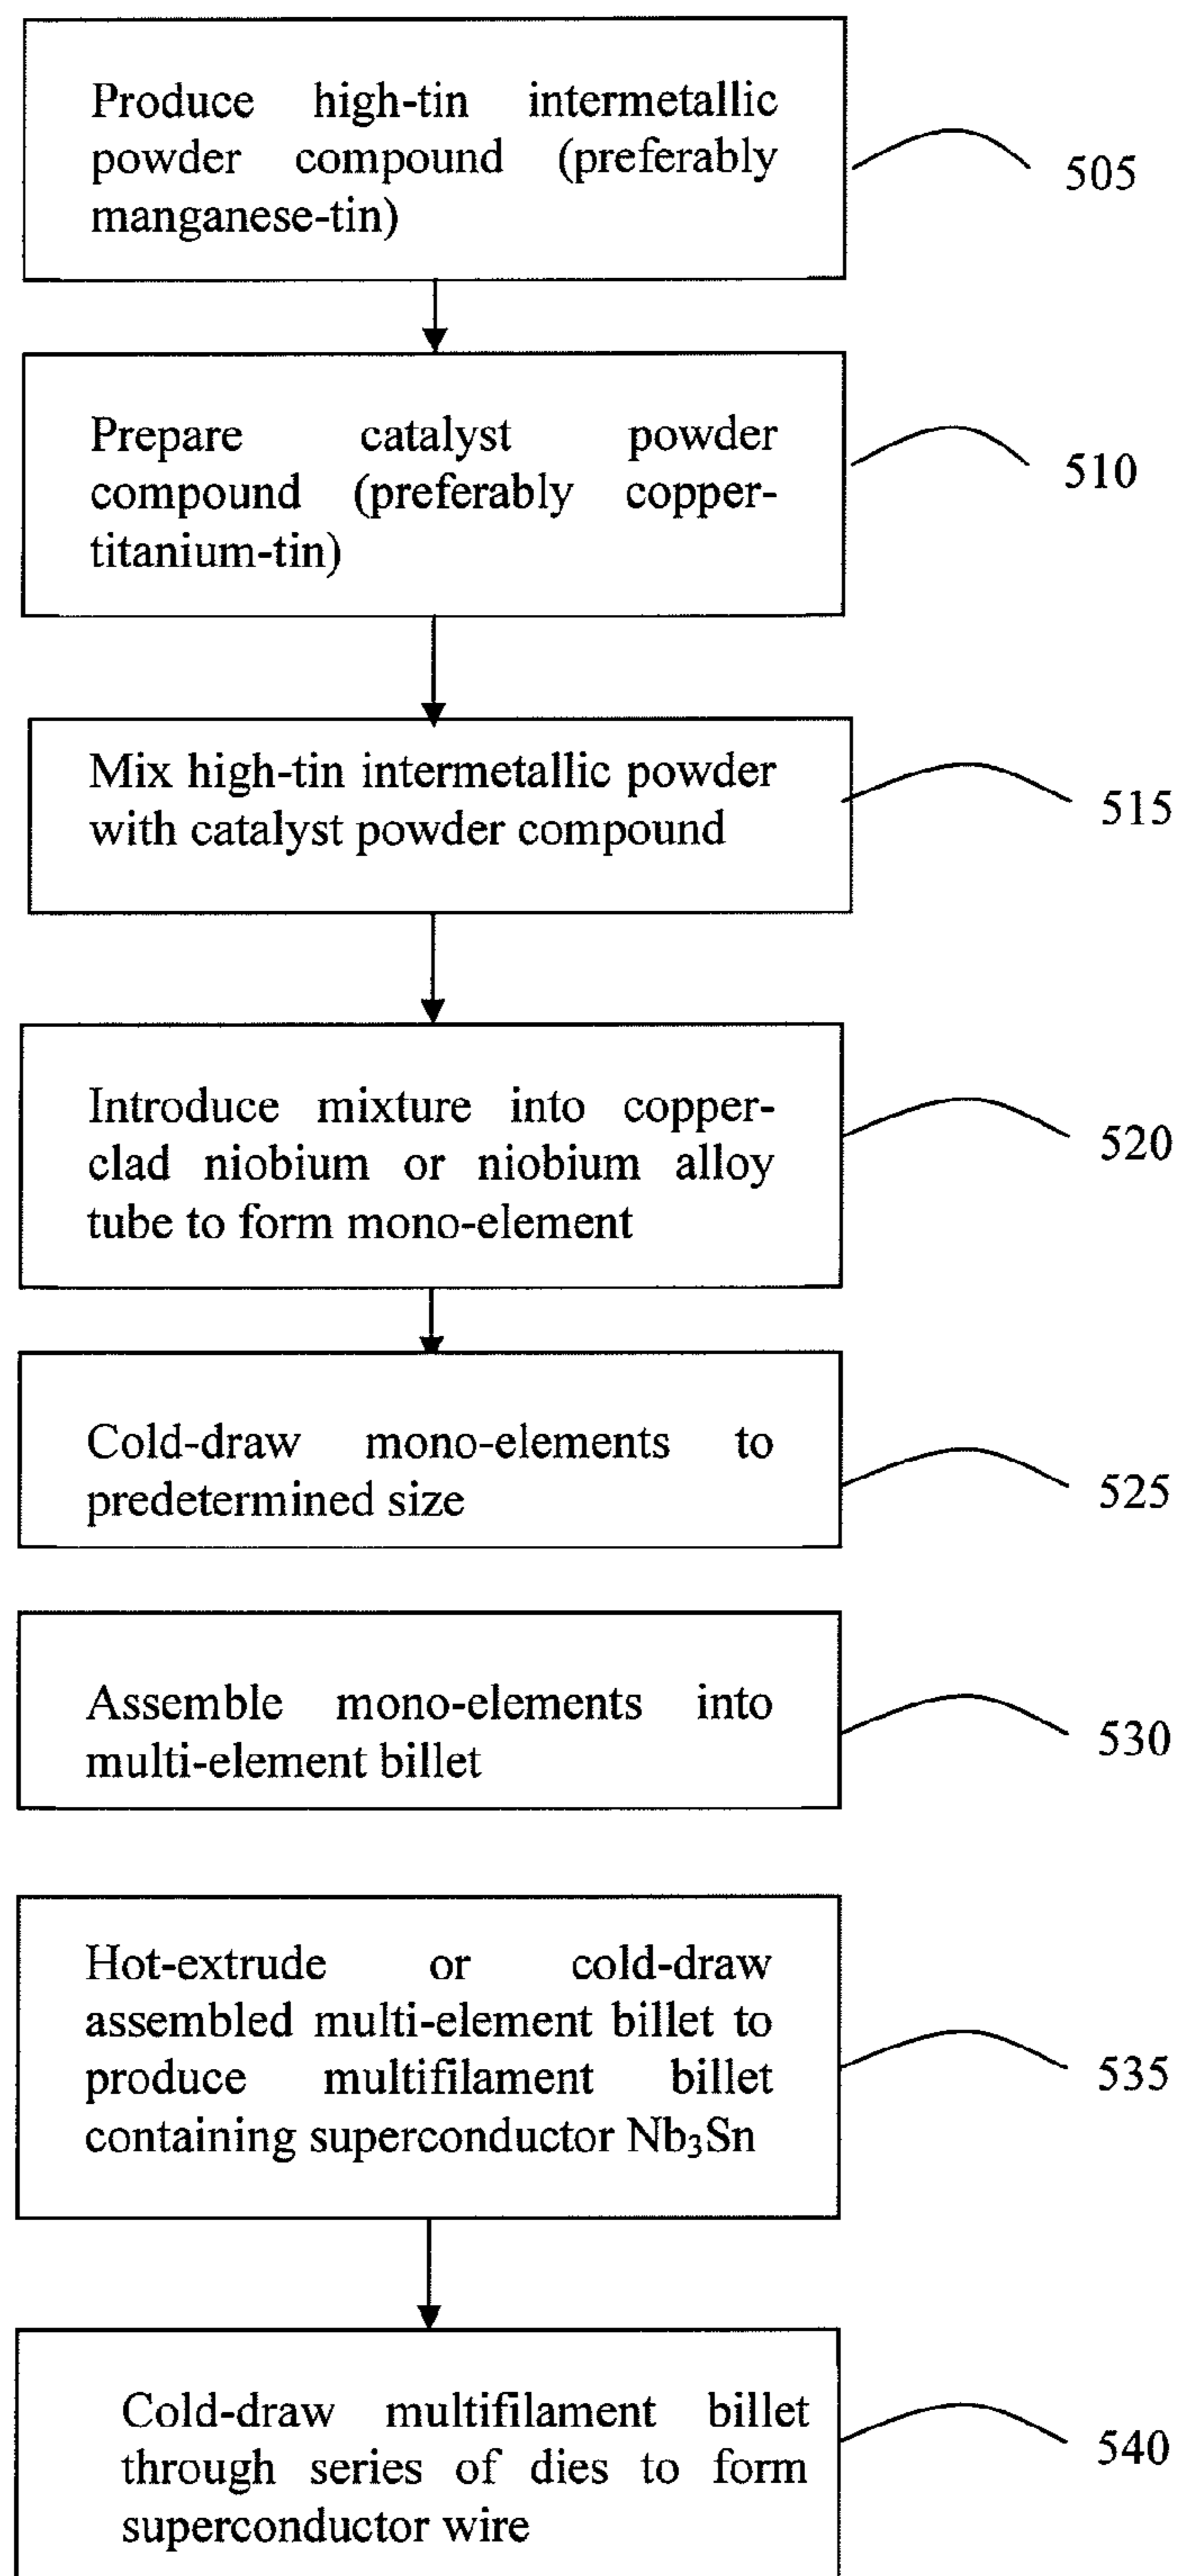 Produce high-tin intermetallic
powder compound (preferably
manganese-tin)
505
Prepare catalyst powder
compound (preferably copper-
titanium-tin)
510
Mix high-tin intermetallic powder
with catalyst powder compound
515
Introduce mixture into copper-
clad niobium or niobium alloy
tube to form mono-element
520
Cold-draw mono-elements to
predetermined size
525
Assemble mono-elements into
multi-element billet
530
Hot-extrude or cold-draw
assembled multi-element billet to
produce multifilament billet
containing superconductor Nb₃Sn
535
Cold-draw multifilament billet
through series of dies to form
superconductor wire
540